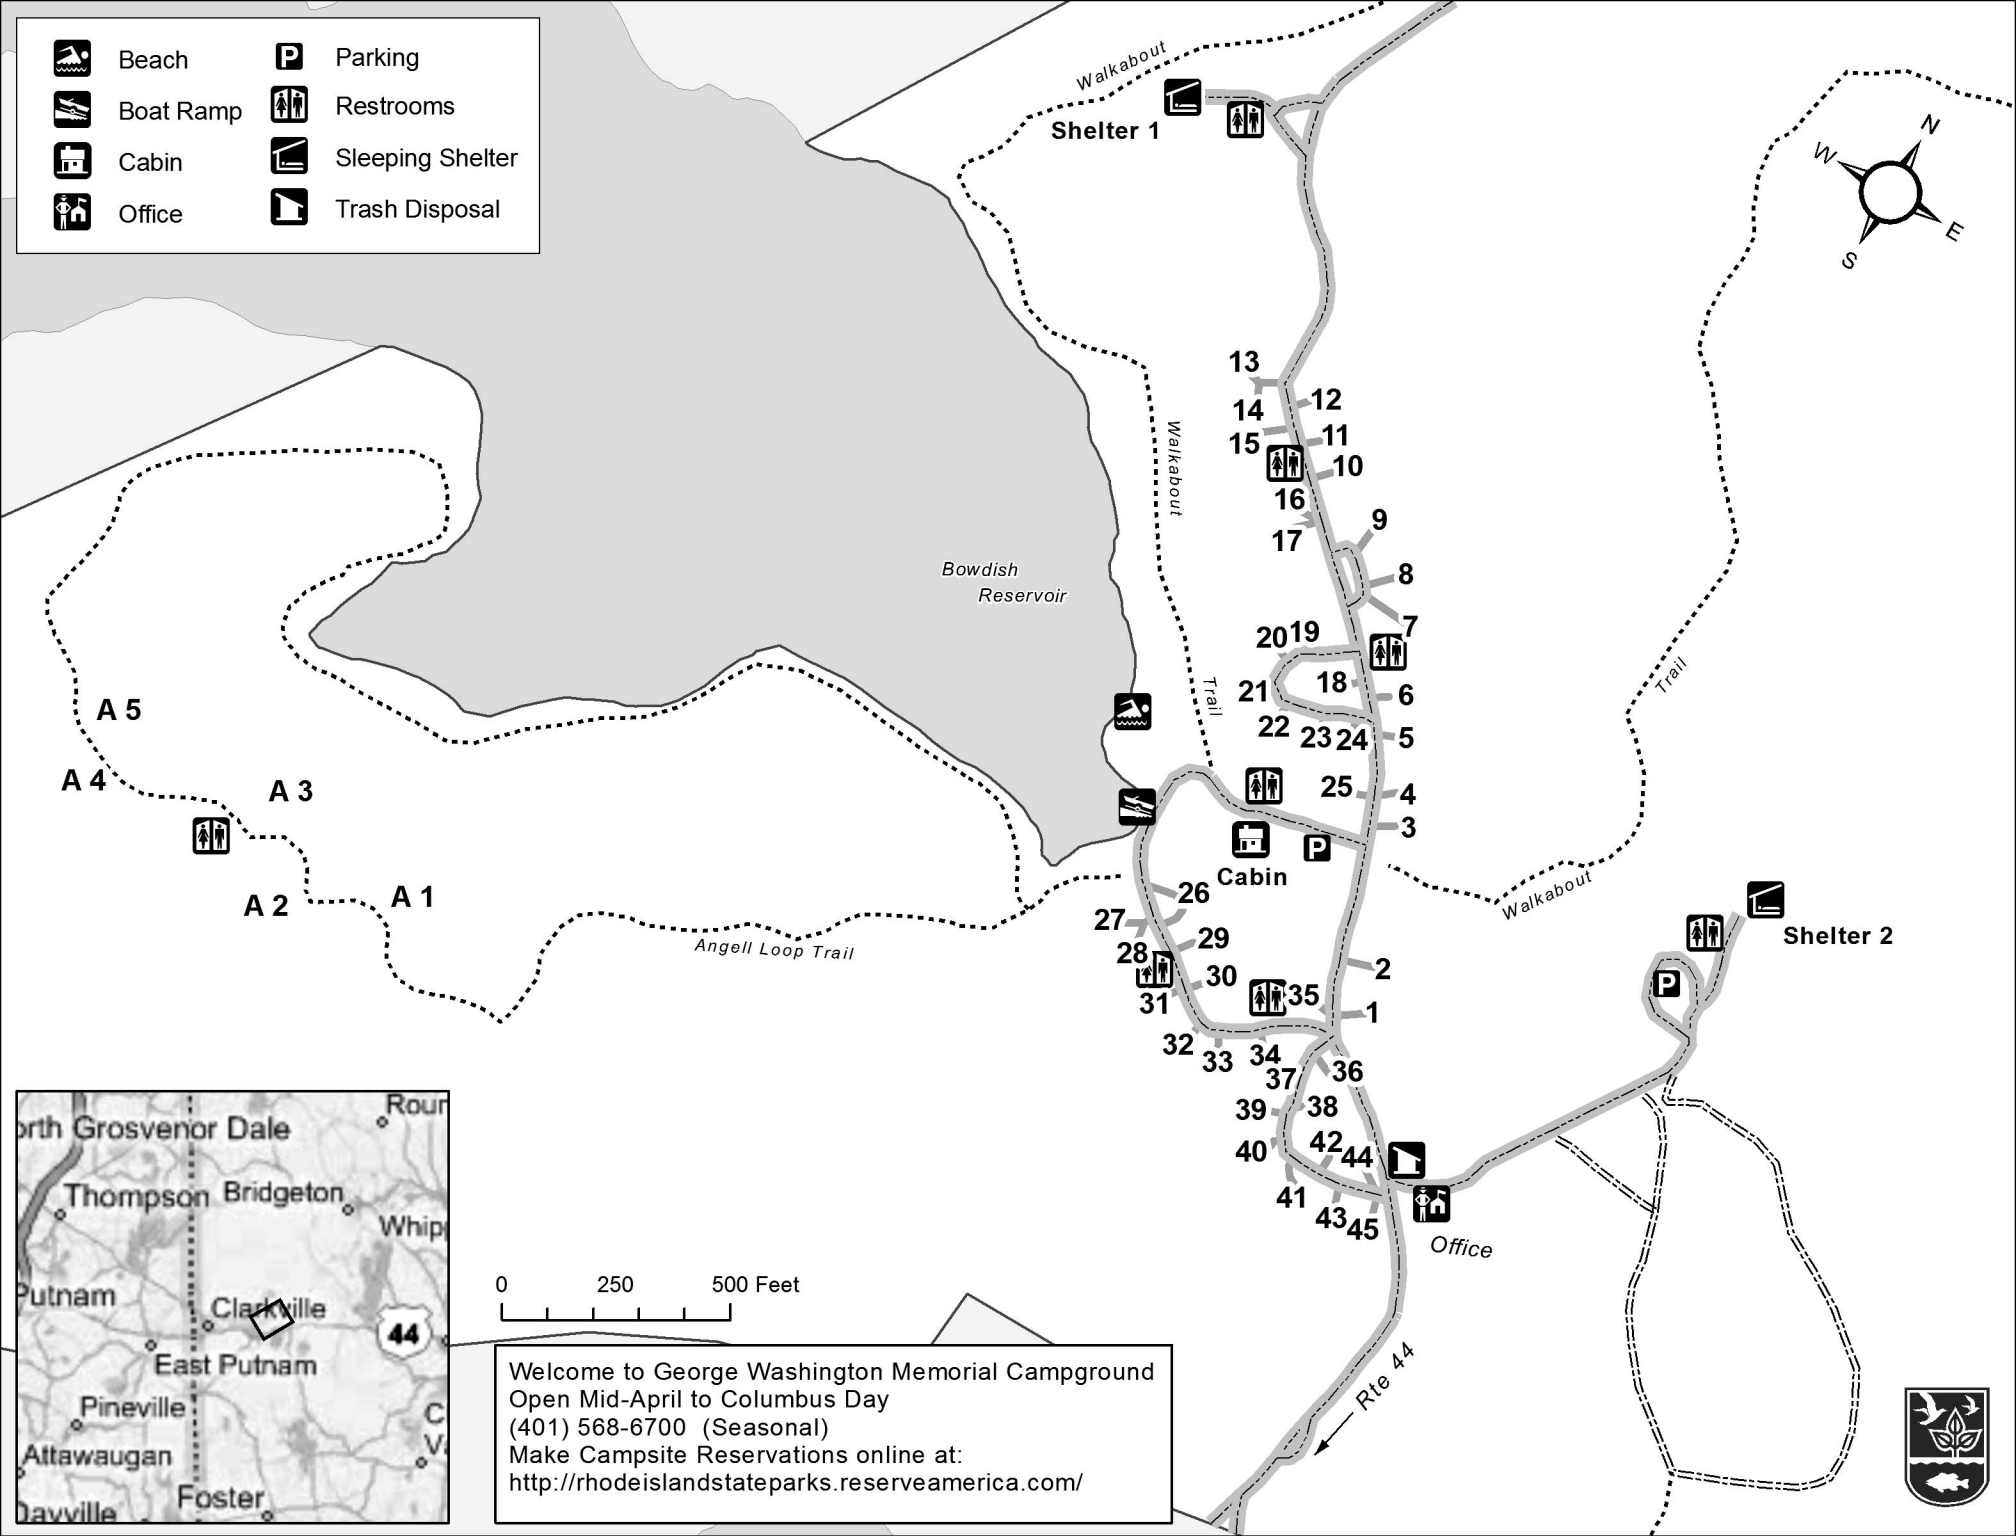 Beach
Boat Ramp
Cabin
Office
P Parking
Restrooms
Sleeping Shelter
Trash Disposal
Walkabout
Shelter 1
N
W
E
S
13
14
12
15
11
10
16
17
9
8
7
Walkabout
Trail
Trail
Bowdish
Reservoir
20 19
18
6
21
22
23 24
5
25
4
3
P
Cabin
Walkabout
Shelter 2
P
A 5
A 4
A 3
A 2
A 1
Angell Loop Trail
26
27
28
29
30
31
35
2
1
32
33
34
36
37
38
39
40
42
44
41
43
45
Office
Rte 44
0 250 500 Feet
orth Grosvenor Dale
Thompson
Bridgeton
Putnam
Clarkville
44
East Putnam
Pineville
Attawaugan
Foster
Dayville
Welcome to George Washington Memorial Campground
Open Mid-April to Columbus Day
(401) 568-6700 (Seasonal)
Make Campsite Reservations online at:
http://rhodeislandstateparks.reserveamerica.com/